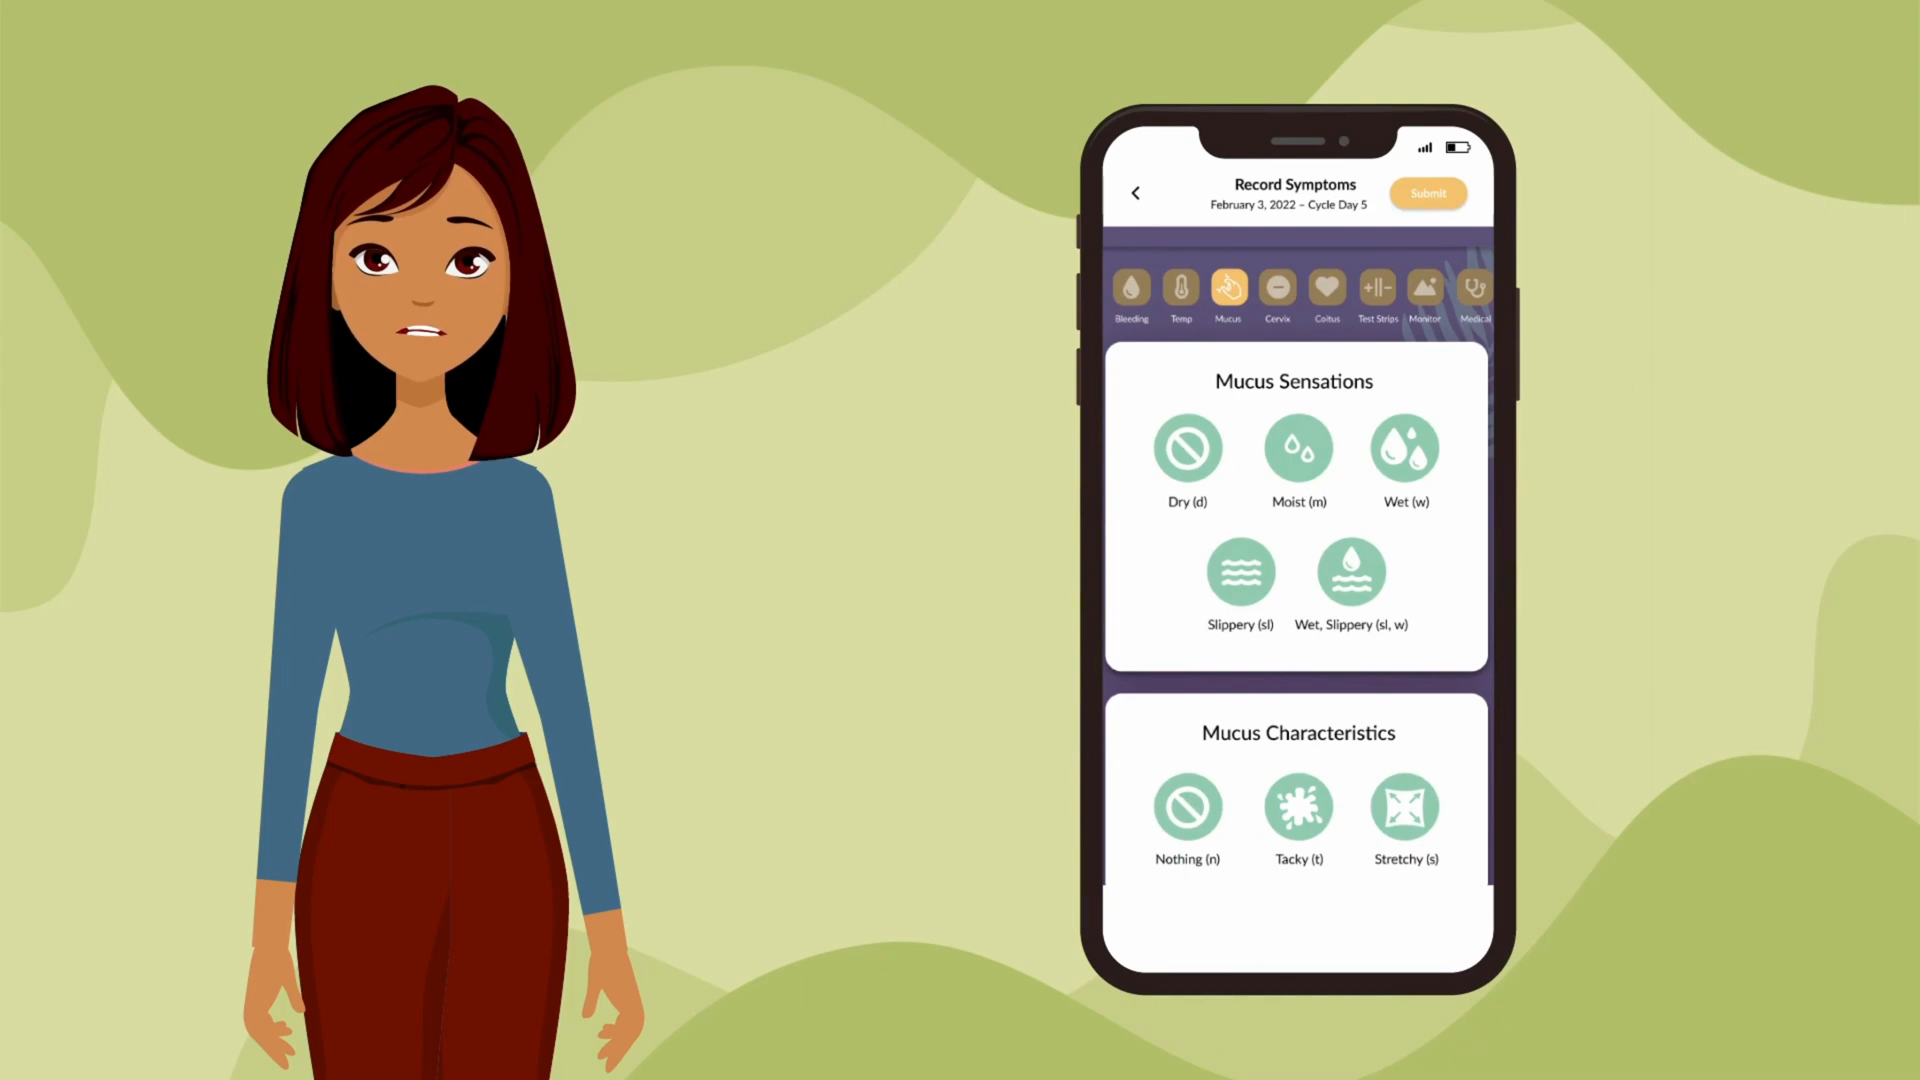 Record Symptoms
February 3, 2022 – Cycle Day 5
Submit
Bleeding Temp Mucus Cervix Coitus Test Strips Monitor Medical
Mucus Sensations
Dry (d) Moist (m) Wet (w)
Slippery (sl) Wet, Slippery (sl, w)
Mucus Characteristics
Nothing (n) Tacky (t) Stretchy (s)